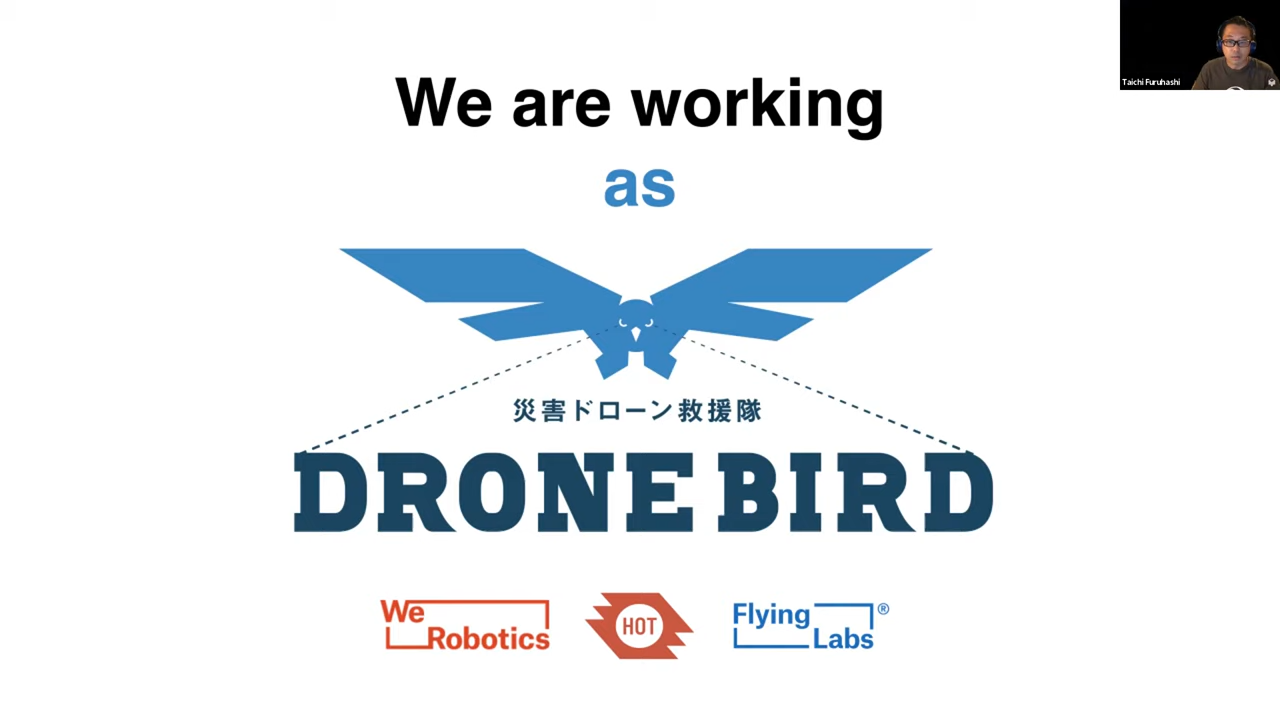 We are working
as
災害ドローン救援隊
DRONE BIRD
We
Robotics
HOT
Flying
Labs
®
Taichi Furuhashi